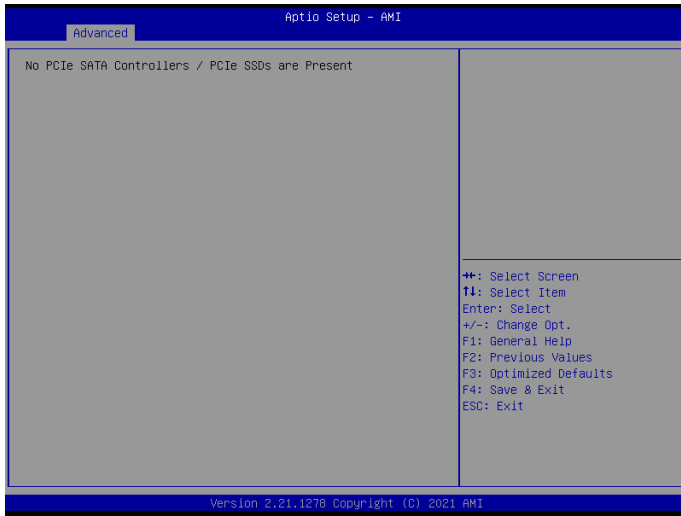 Aptio Setup – AMI
Advanced
No PCIe SATA Controllers / PCIe SSDs are Present
→←: Select Screen
↑↓: Select Item
Enter: Select
+/-: Change Opt.
F1: General Help
F2: Previous Values
F3: Optimized Defaults
F4: Save & Exit
ESC: Exit
Version 2.21.1278 Copyright (C) 2021 AMI